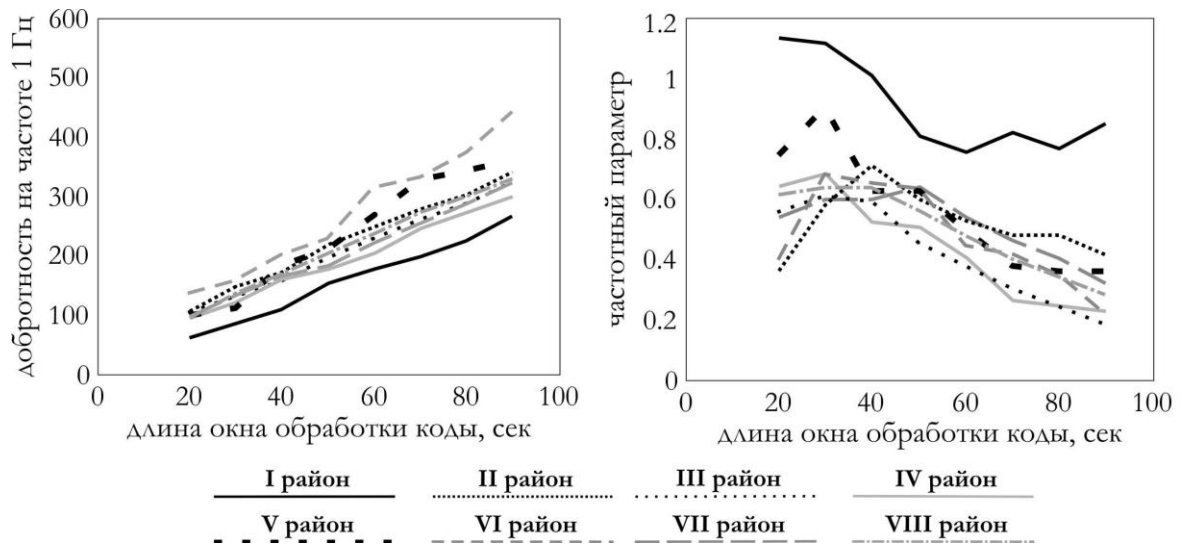 добротность на частоте 1 Гц
600
500
400
300
200
100
0
0 20 40 60 80 100
длина окна обработки коды, сек
частотный параметр
1.2
1
0.8
0.6
0.4
0.2
0
0 20 40 60 80 100
длина окна обработки коды, сек
I район II район III район IV район
V район VI район VII район VIII район